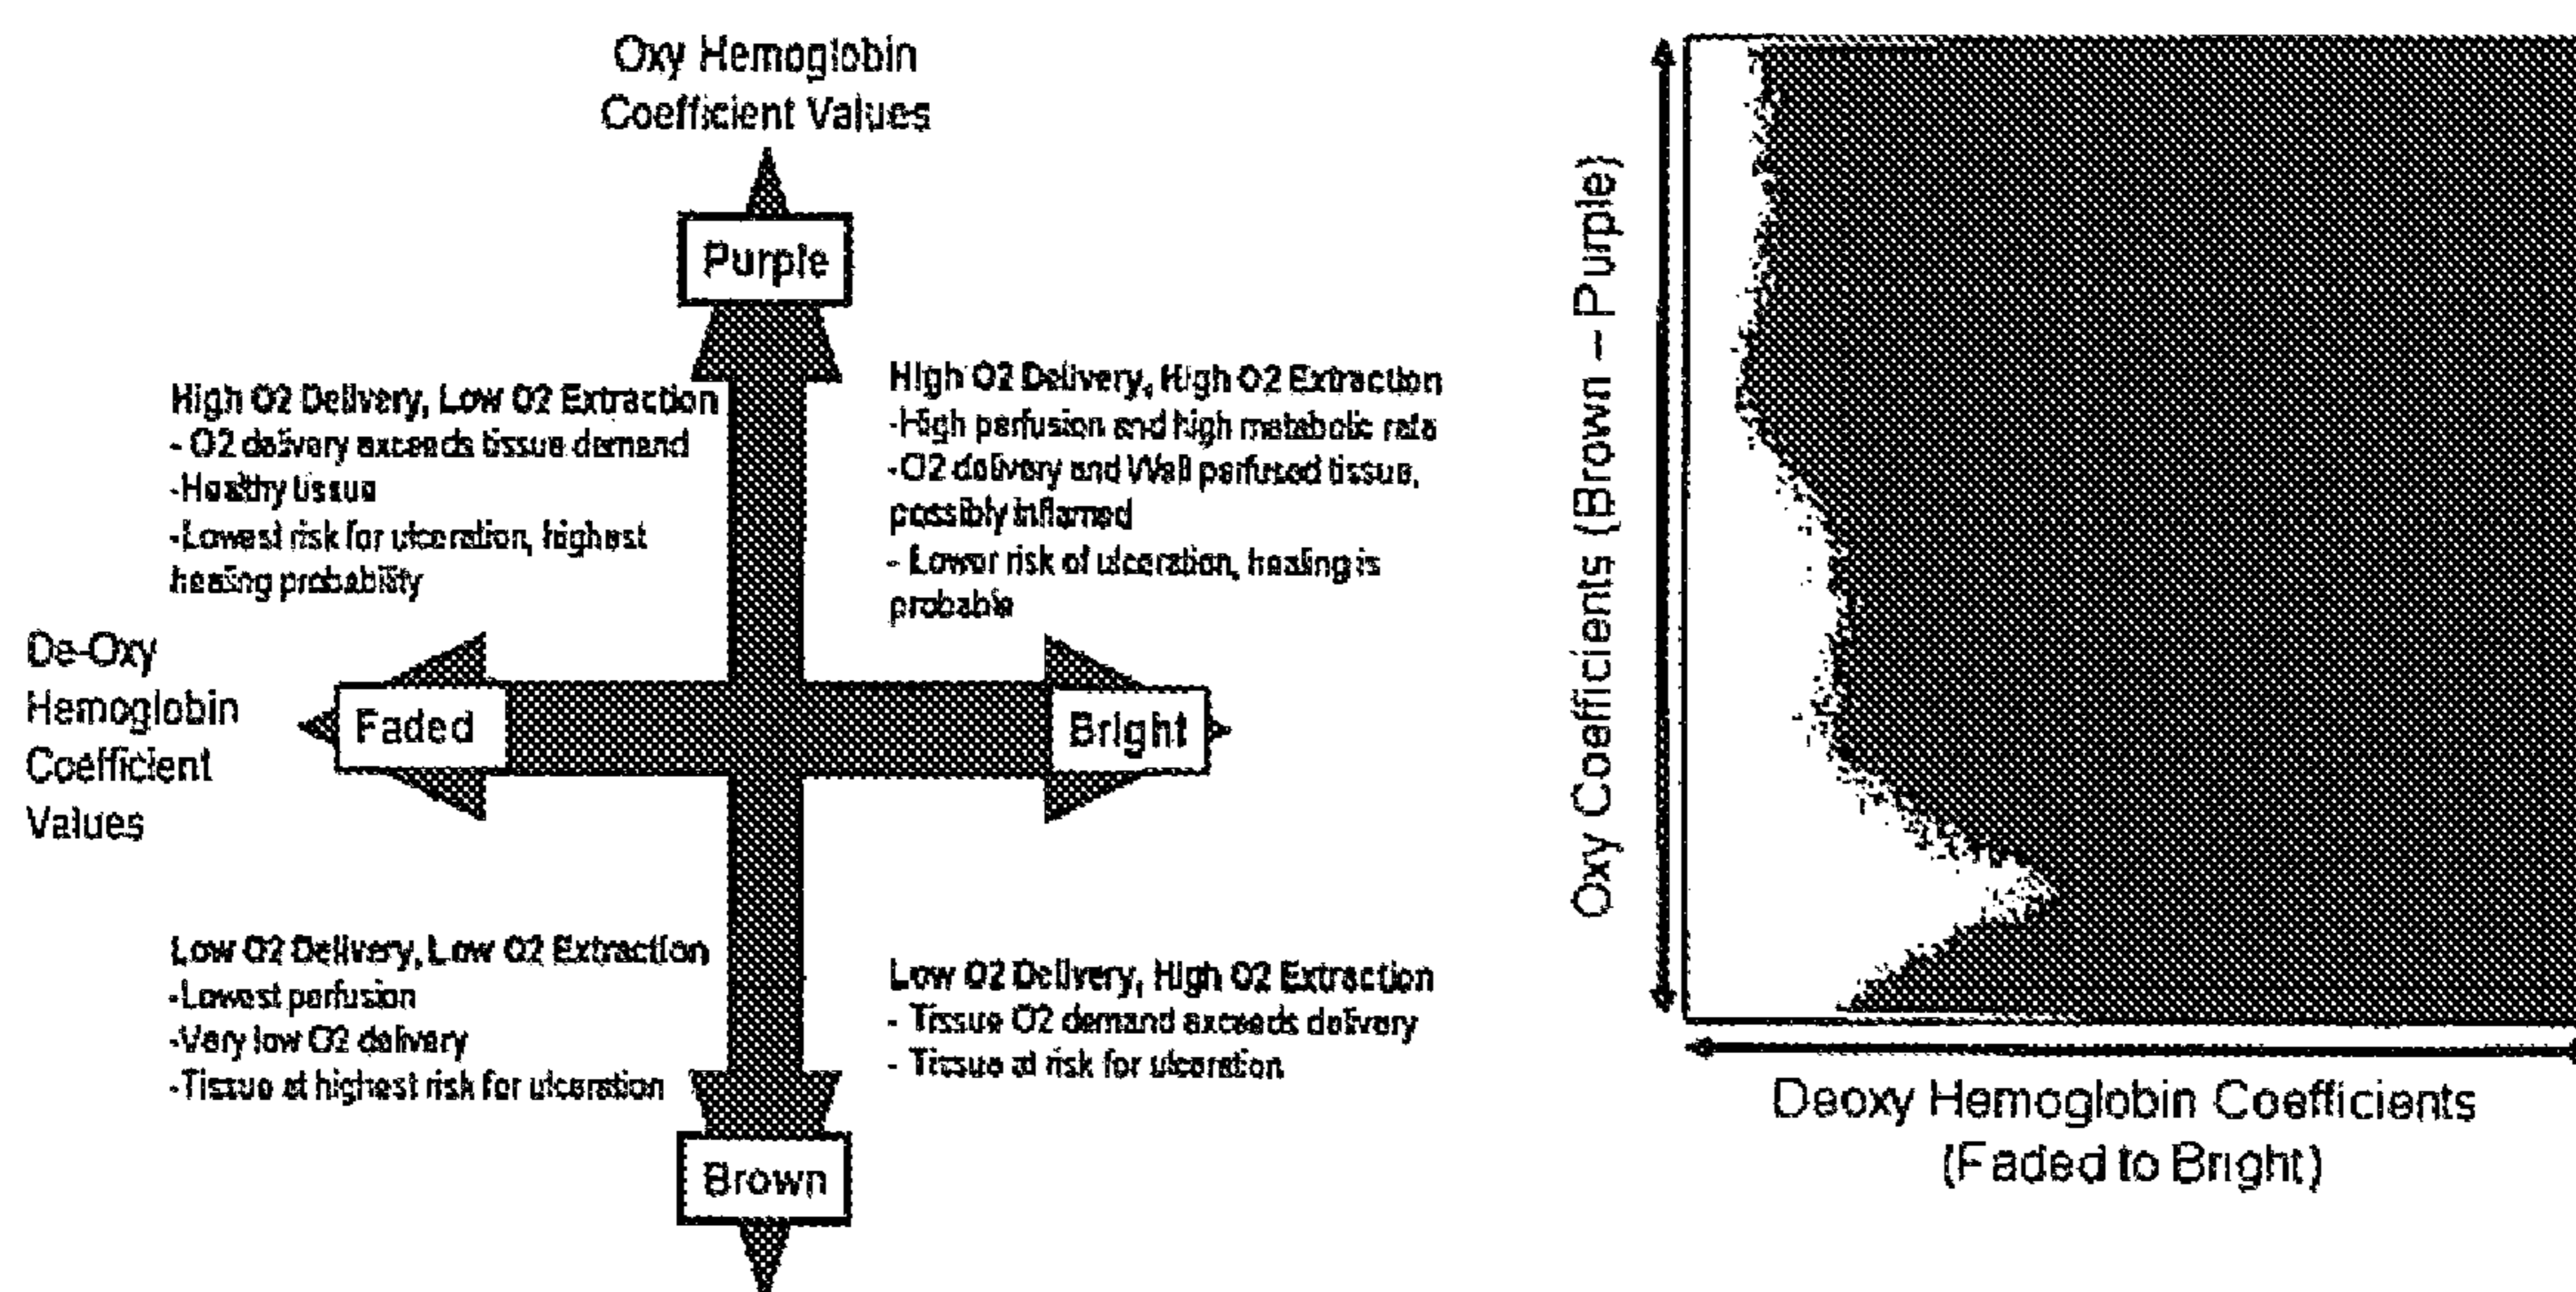 Oxy Hemoglobin
Coefficient Values
Purple
High O2 Delivery, Low O2 Extraction
- O2 delivery exceeds tissue demand
-Healthy tissue
-Lowest risk for ulceration, highest
healing probability
High O2 Delivery, High O2 Extraction
-High perfusion and high metabolic rate
-O2 delivery and Well perfused tissue,
possibly inflamed
- Lower risk of ulceration, healing is
probable
De-Oxy
Hemoglobin
Coefficient
Values
Faded
Bright
Low O2 Delivery, Low O2 Extraction
-Lowest perfusion
-Very low O2 delivery
-Tissue at highest risk for ulceration
Low O2 Delivery, High O2 Extraction
- Tissue O2 demand exceeds delivery
- Tissue at risk for ulceration
Brown
Oxy Coefficients (Brown – Purple)
Deoxy Hemoglobin Coefficients
(Faded to Bright)